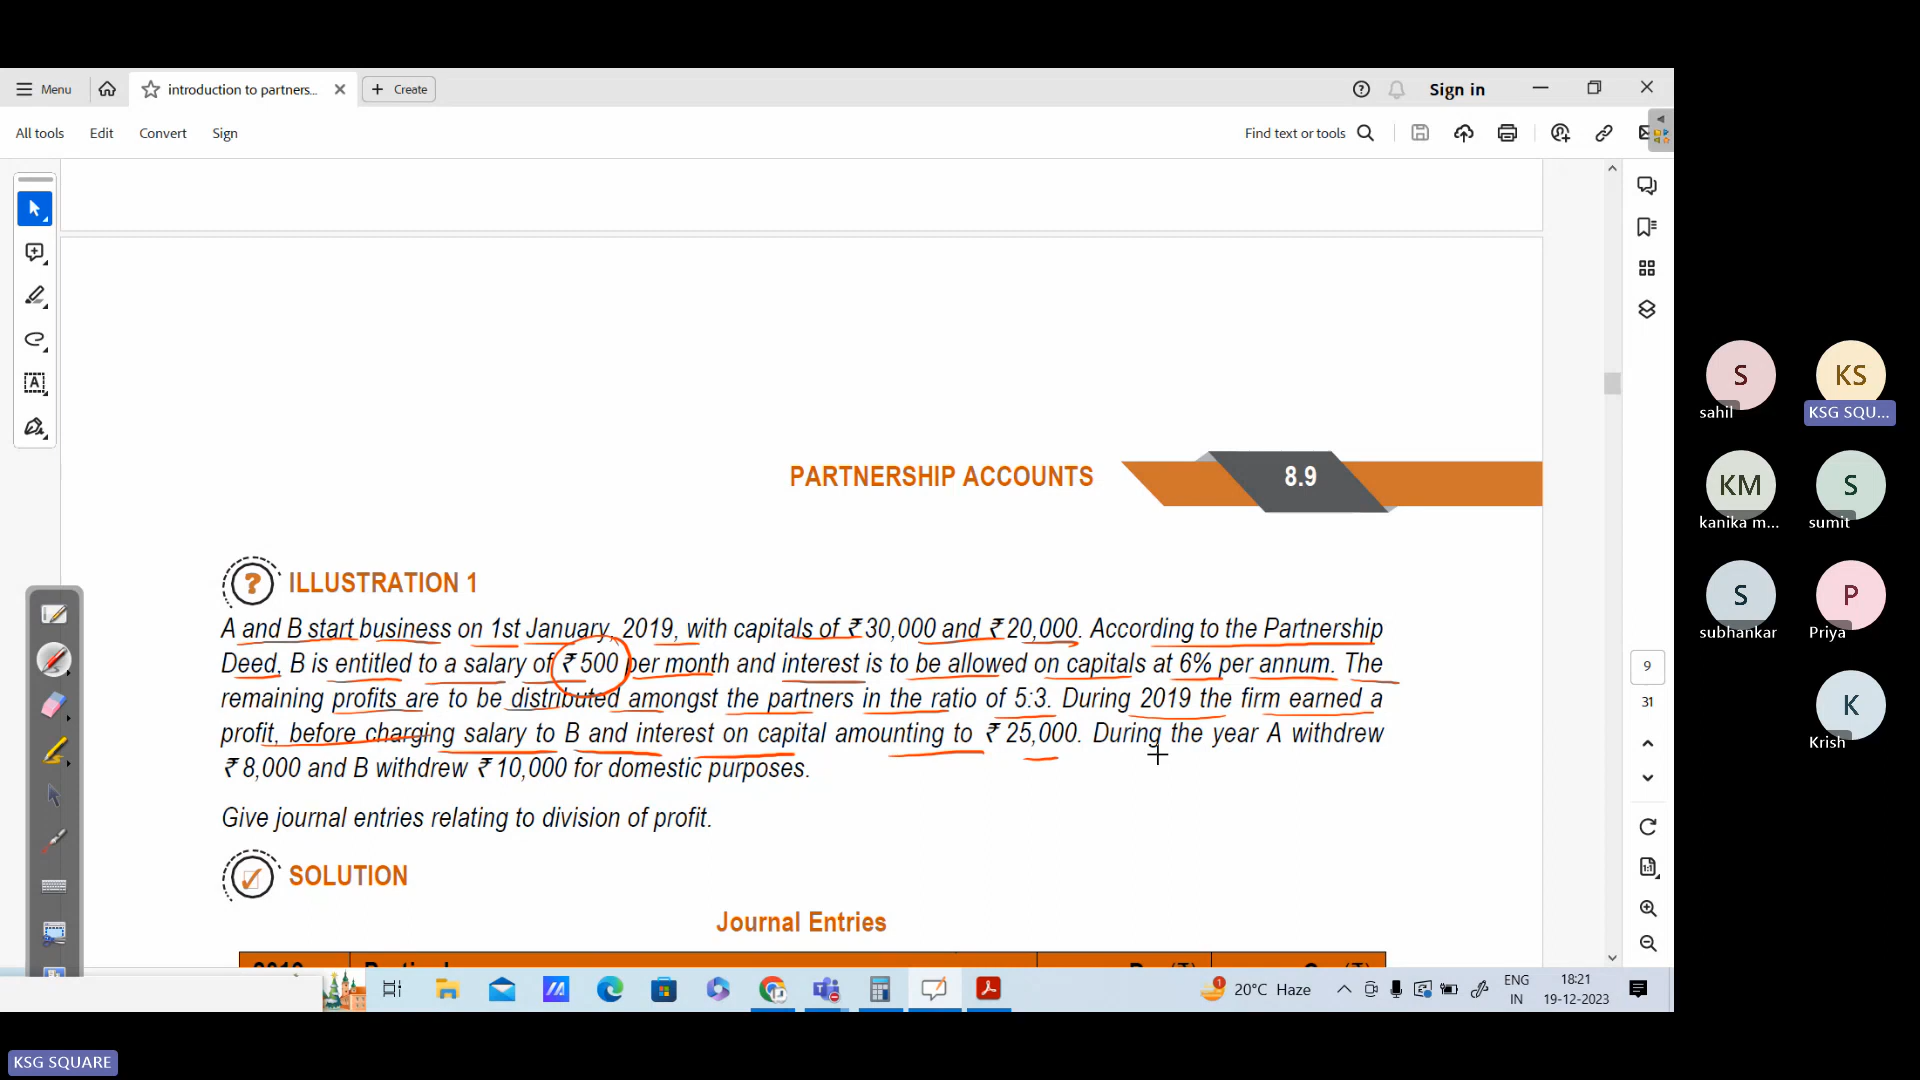 Menu
introduction to partners...
Create
Sign in
All tools
Edit
Convert
Sign
Find text or tools
PARTNERSHIP ACCOUNTS
8.9
ILLUSTRATION 1
A and B start business on 1st January, 2019, with capitals of ₹ 30,000 and ₹ 20,000. According to the Partnership
Deed, B is entitled to a salary of ₹ 500 per month and interest is to be allowed on capitals at 6% per annum. The
remaining profits are to be distributed amongst the partners in the ratio of 5:3. During 2019 the firm earned a
profit, before charging salary to B and interest on capital amounting to ₹ 25,000. During the year A withdrew
₹ 8,000 and B withdrew ₹ 10,000 for domestic purposes.
Give journal entries relating to division of profit.
SOLUTION
Journal Entries
9
31
S
sahil
KS
KSG SQU...
KM
kanika m...
S
sumit
S
subhankar
P
Priya
K
Krish
1
20°C Haze
ENG
IN
18:21
19-12-2023
KSG SQUARE